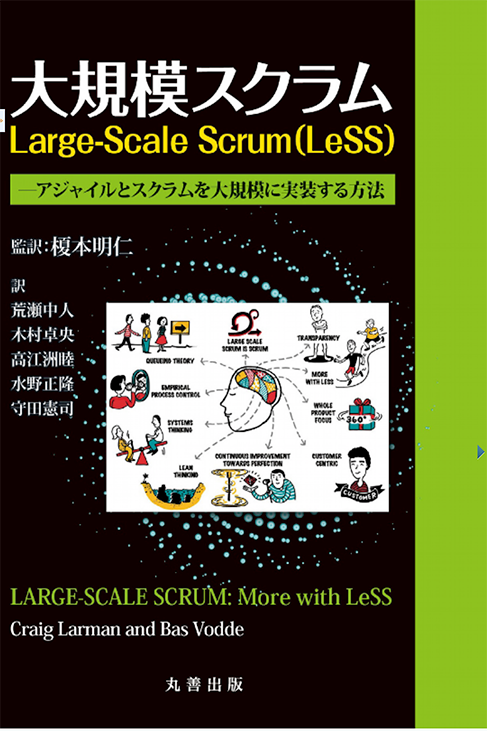 大規模スクラム
Large-Scale Scrum(LeSS)
―アジャイルとスクラムを大規模に実装する方法
監訳:榎本明仁
訳
荒瀬中人
木村卓央
高江洲睦
水野正隆
守田憲司
QUEUEING THEORY
LARGE SCALE
SCRUM IS SCRUM
TRANSPARENCY
EMPIRICAL
PROCESS CONTROL
MORE
WITH LESS
SYSTEMS
THINKING
WHOLE
PRODUCT
FOCUS
360°
LEAN
THINKING
CONTINUOUS IMPROVEMENT
TOWARDS PERFECTION
CUSTOMER
CENTRIC
CUSTOMER
LARGE-SCALE SCRUM: More with LeSS
Craig Larman and Bas Vodde
丸善出版